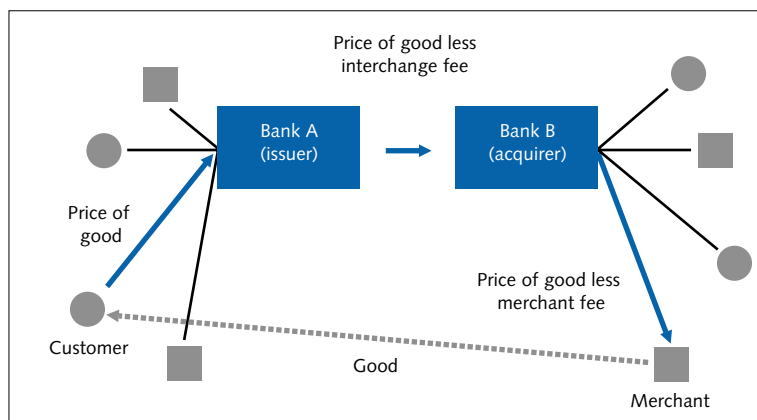 Price of good less
interchange fee
Bank A
(issuer)
Bank B
(acquirer)
Price of
good
Price of good less
merchant fee
Customer
Good
Merchant